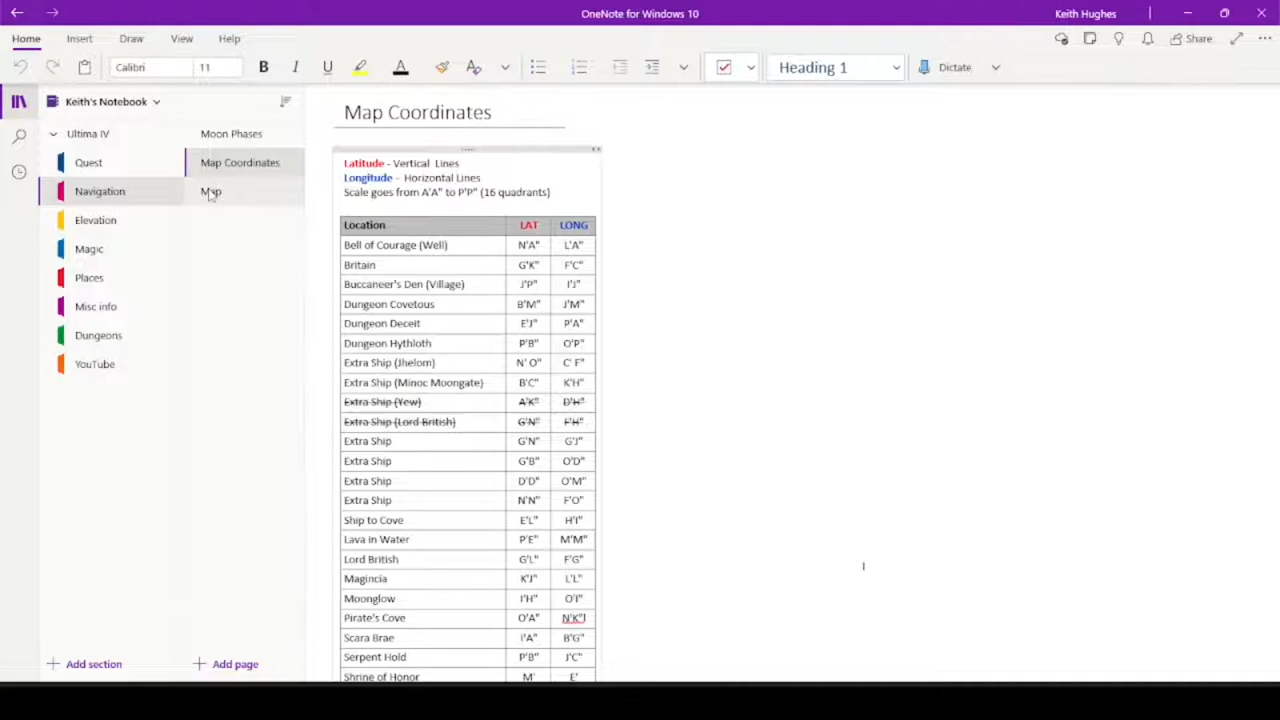 OneNote for Windows 10
Keith Hughes
Home Insert Draw View Help
Share
Calibri 11 B I U A Heading 1 Dictate
Keith's Notebook
Ultima IV
Quest
Navigation
Elevation
Magic
Places
Misc info
Dungeons
YouTube
Add section
Moon Phases
Map Coordinates
Map
Add page
Map Coordinates
Latitude - Vertical Lines
Longitude - Horizontal Lines
Scale goes from A'A" to P'P" (16 quadrants)
Location LAT LONG
Bell of Courage (Well) N'A" L'A"
Britain G'K" F'C"
Buccaneer's Den (Village) J'P" I'J"
Dungeon Covetous B'M" J'M"
Dungeon Deceit E'J" P'A"
Dungeon Hythloth P'B" O'P"
Extra Ship (Jhelom) N' O" C' F"
Extra Ship (Minoc Moongate) B'C" K'H"
Extra Ship (Yew) A'K" D'H"
Extra Ship (Lord British) G'N" F'H"
Extra Ship G'N" G'J"
Extra Ship G'B" O'D"
Extra Ship D'D" O'M"
Extra Ship N'N" F'O"
Ship to Cove E'L" H'I"
Lava in Water P'E" M'M"
Lord British G'L" F'G"
Magincia K'J" L'L"
Moonglow I'H" O'I"
Pirate's Cove O'A" N'K"I
Scara Brae I'A" B'G"
Serpent Hold P'B" J'C"
Shrine of Honor M' E'